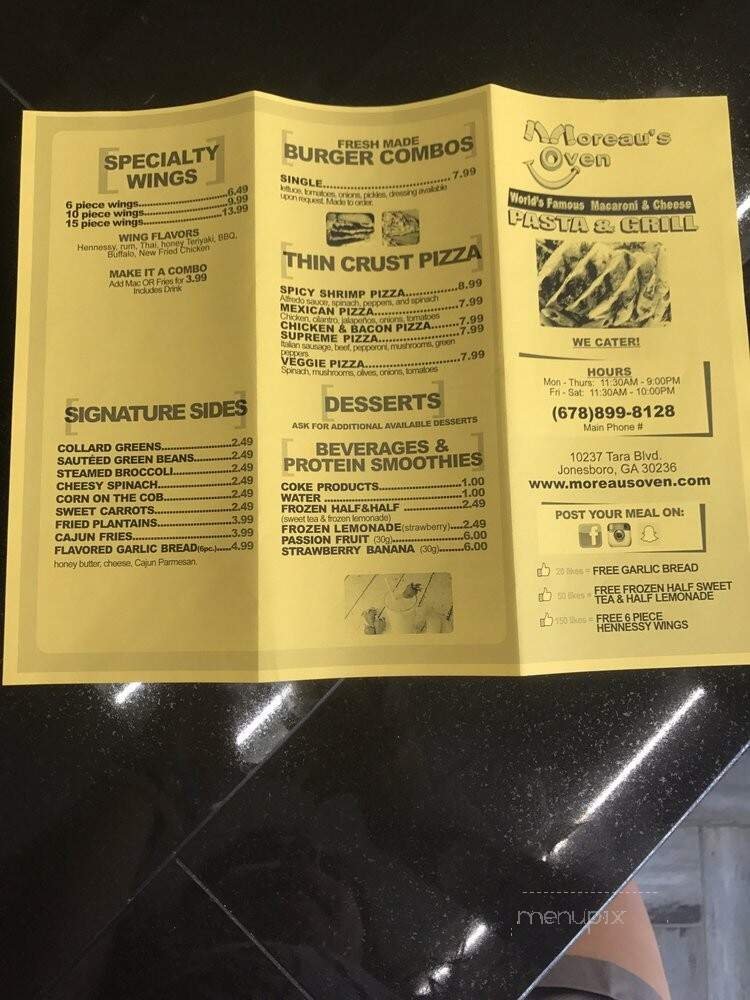 SPECIALTY
WINGS
6 piece wings..............................6.49
10 piece wings............................9.99
15 piece wings............................13.99
WING FLAVORS
Hennessy, rum, Thai, honey Teriyaki, BBQ,
Buffalo, New Fried Chicken
MAKE IT A COMBO
Add Mac OR Fries for 3.99
Includes Drink
SIGNATURE SIDES
COLLARD GREENS.........................2.49
SAUTÉED GREEN BEANS................2.49
STEAMED BROCCOLI.....................2.49
CHEESY SPINACH.........................2.49
CORN ON THE COB.......................2.49
SWEET CARROTS..........................2.49
FRIED PLANTAINS.........................3.99
CAJUN FRIES................................3.99
FLAVORED GARLIC BREAD(6pc.).....4.99
honey butter, cheese, Cajun Parmesan.
FRESH MADE
BURGER COMBOS
SINGLE......................................7.99
lettuce, tomatoes, onions, pickles, dressing available
upon request. Made to order.
THIN CRUST PIZZA
SPICY SHRIMP PIZZA................8.99
Alfredo sauce, spinach, peppers, and spinach
MEXICAN PIZZA........................7.99
Chicken, cilantro, jalapeños, onions, tomatoes
CHICKEN & BACON PIZZA.......7.99
SUPREME PIZZA......................7.99
Italian sausage, beef, pepperoni, mushrooms, green
peppers
VEGGIE PIZZA..........................7.99
Spinach, mushrooms, olives, onions, tomatoes
DESSERTS
ASK FOR ADDITIONAL AVAILABLE DESSERTS
BEVERAGES &
PROTEIN SMOOTHIES
COKE PRODUCTS......................1.00
WATER ....................................1.00
FROZEN HALF&HALF ................2.49
(sweet tea & frozen lemonade)
FROZEN LEMONADE(strawberry)....2.49
PASSION FRUIT (30g)..................6.00
STRAWBERRY BANANA (30g)........6.00
Moreau's
Oven
World's Famous Macaroni & Cheese
PASTA & GRILL
WE CATER!
HOURS
Mon - Thurs: 11:30AM - 9:00PM
Fri - Sat: 11:30AM - 10:00PM
(678)899-8128
Main Phone #
10237 Tara Blvd.
Jonesboro, GA 30236
www.moreausoven.com
POST YOUR MEAL ON:
f
20 likes = FREE GARLIC BREAD
50 likes = FREE FROZEN HALF SWEET
TEA & HALF LEMONADE
150 likes = FREE 6 PIECE
HENNESSY WINGS
menupix